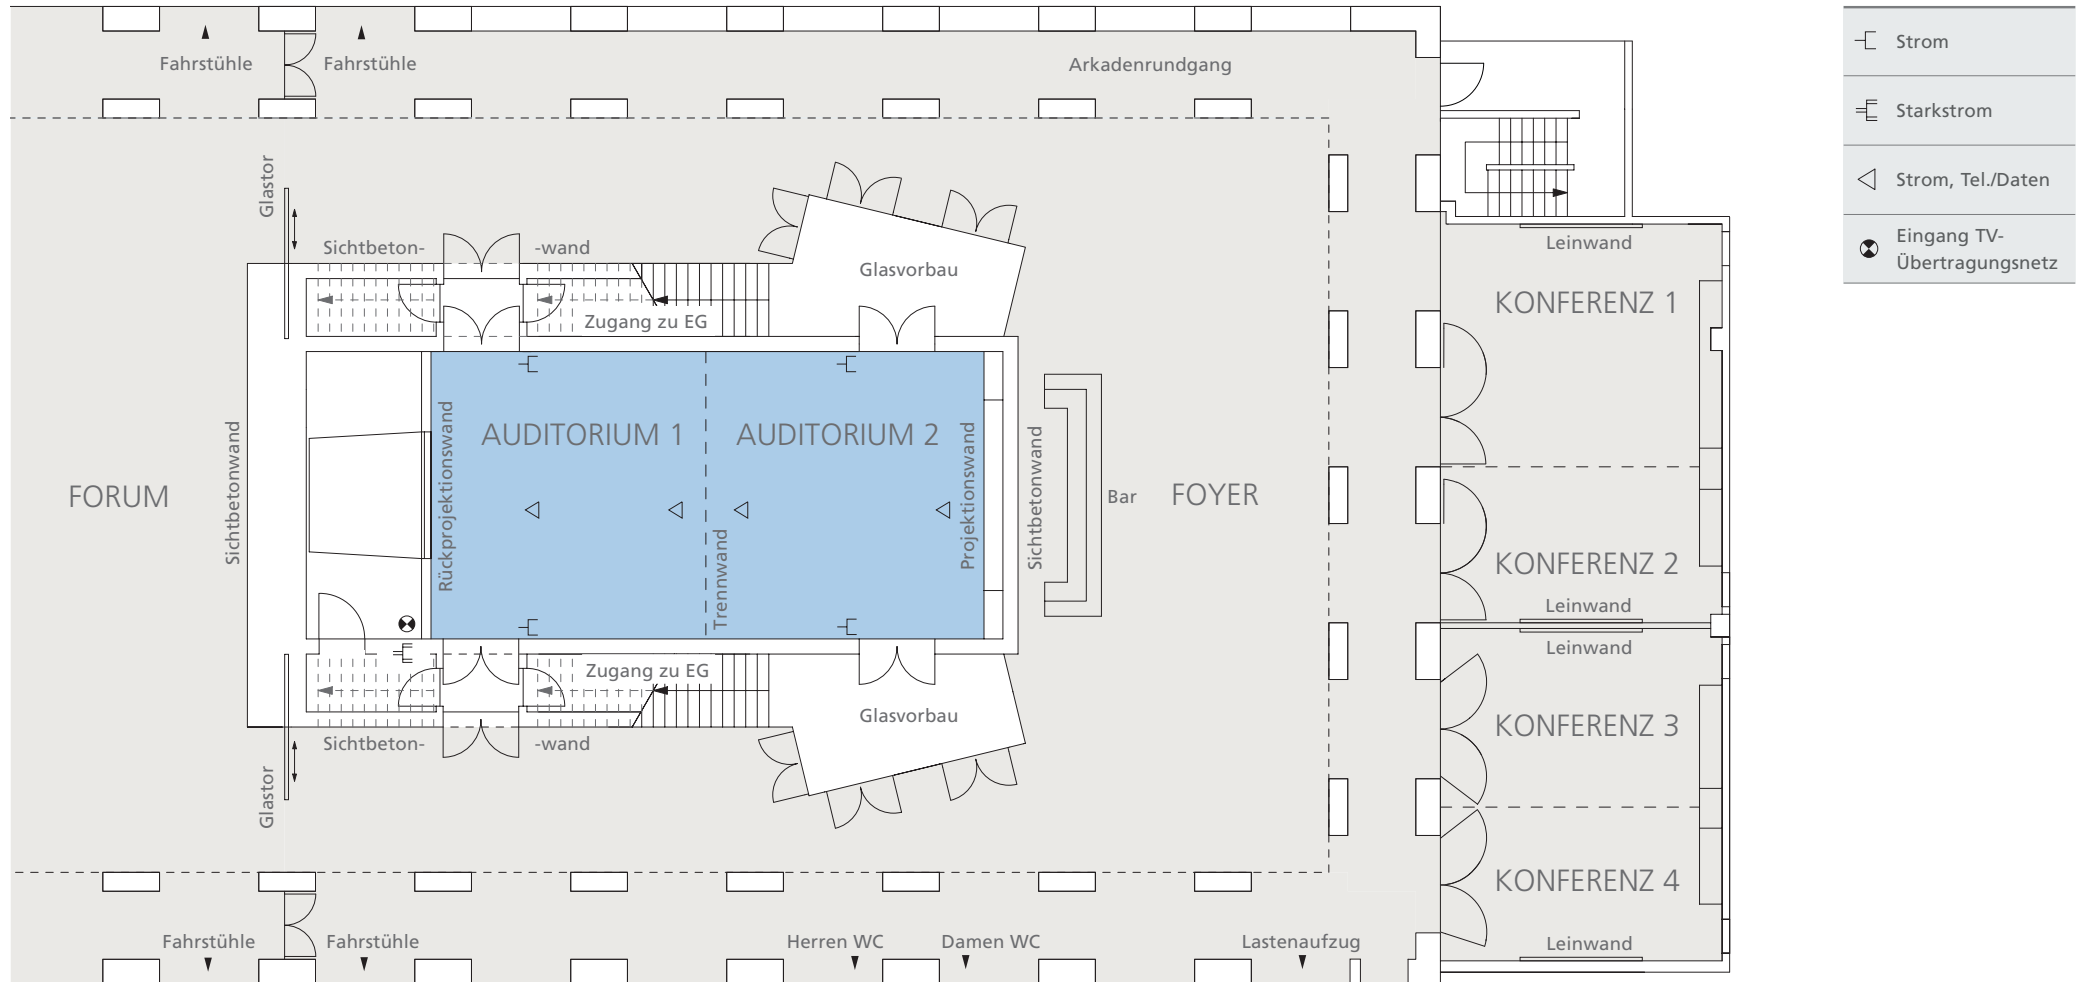 Fahrstühle
Fahrstühle
Arkadenrundgang
Strom
Starkstrom
Strom, Tel./Daten
Eingang TV-
Übertragungsnetz
Glastor
Sichtbeton-
-wand
Glasvorbau
Zugang zu EG
Leinwand
KONFERENZ 1
AUDITORIUM 1
AUDITORIUM 2
FORUM
Sichtbetonwand
Rückprojektionswand
Trennwand
Projektionswand
Sichtbetonwand
Bar
FOYER
KONFERENZ 2
Leinwand
Leinwand
Zugang zu EG
Glasvorbau
Sichtbeton-
-wand
Glastor
KONFERENZ 3
KONFERENZ 4
Leinwand
Fahrstühle
Fahrstühle
Herren WC
Damen WC
Lastenaufzug